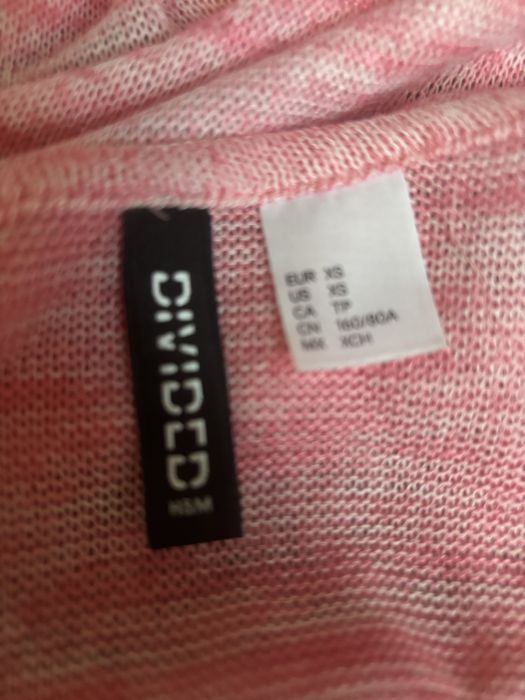 DIVIDED
H&M
EUR XS
US XS
CA TP
CN 160/80A
MX XCH